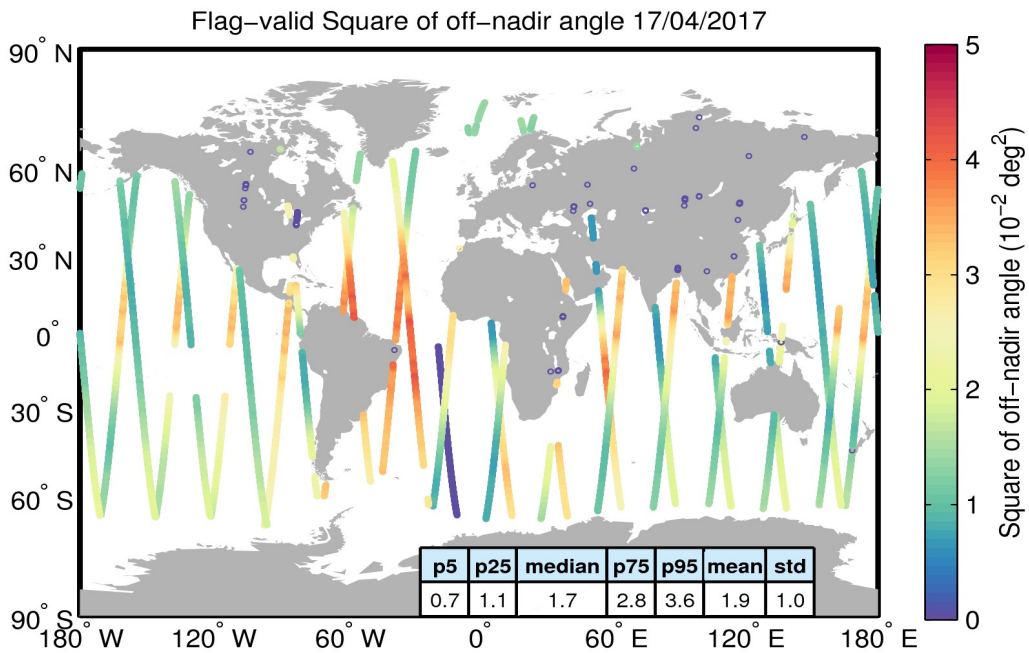 Flag−valid Square of off−nadir angle 17/04/2017
90° N
60° N
30° N
0°
30° S
60° S
90° S
180° W
120° W
60° W
0°
60° E
120° E
180° E
p5 p25 median p75 p95 mean std
0.7 1.1 1.7 2.8 3.6 1.9 1.0
5
4
3
2
1
0
Square of off−nadir angle (10⁻² deg²)